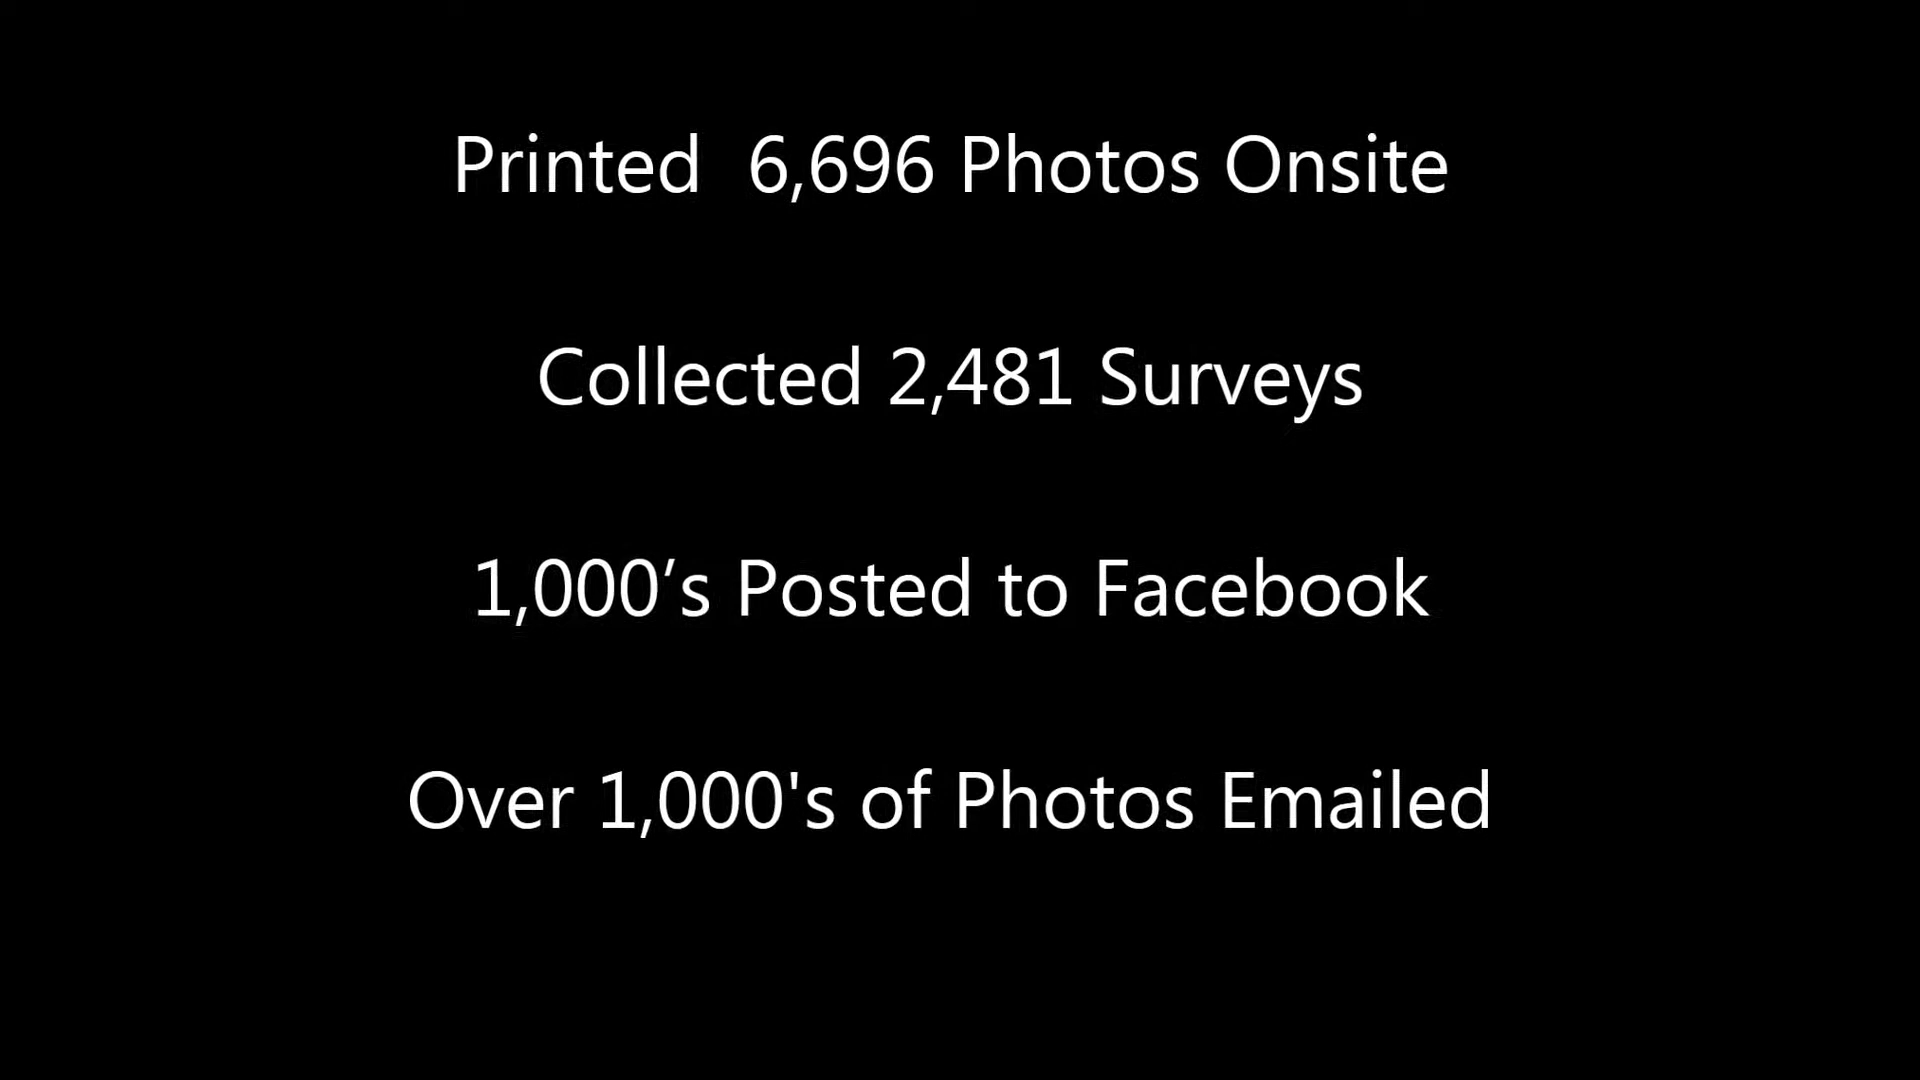 Printed  6,696 Photos Onsite
Collected 2,481 Surveys
1,000’s Posted to Facebook
Over 1,000's of Photos Emailed